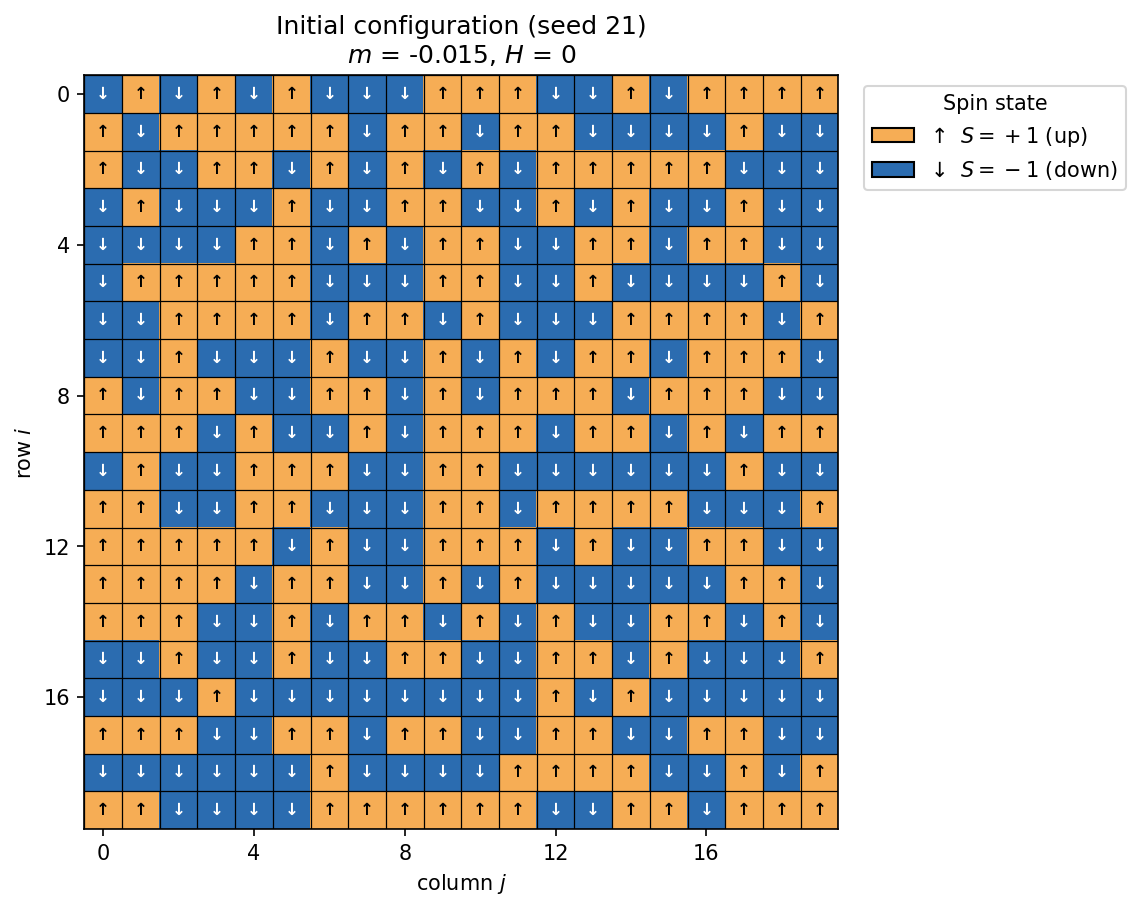 Initial configuration (seed 21)
m = -0.015, H = 0
0 ↓ ↑ ↓ ↑ ↓ ↑ ↓ ↓ ↓ ↑ ↑ ↑ ↓ ↓ ↑ ↓ ↑ ↑ ↑ ↑
↑ ↓ ↑ ↑ ↑ ↑ ↑ ↓ ↑ ↑ ↓ ↑ ↑ ↓ ↓ ↓ ↓ ↑ ↓ ↓
↑ ↓ ↓ ↑ ↑ ↓ ↑ ↓ ↑ ↓ ↑ ↓ ↑ ↑ ↑ ↑ ↑ ↓ ↓ ↓
↓ ↑ ↓ ↓ ↓ ↑ ↓ ↓ ↑ ↑ ↓ ↓ ↑ ↓ ↑ ↓ ↓ ↑ ↓ ↓
4 ↓ ↓ ↓ ↓ ↑ ↑ ↓ ↑ ↓ ↑ ↑ ↓ ↓ ↑ ↑ ↓ ↑ ↑ ↓ ↓
↓ ↑ ↑ ↑ ↑ ↑ ↓ ↓ ↓ ↑ ↑ ↓ ↓ ↑ ↓ ↓ ↓ ↓ ↑ ↓
↓ ↓ ↑ ↑ ↑ ↑ ↓ ↑ ↑ ↓ ↑ ↓ ↓ ↓ ↑ ↑ ↑ ↑ ↓ ↑
↓ ↓ ↑ ↓ ↓ ↓ ↑ ↓ ↓ ↑ ↓ ↑ ↓ ↑ ↑ ↓ ↑ ↑ ↑ ↓
8 ↑ ↓ ↑ ↑ ↓ ↓ ↑ ↑ ↓ ↑ ↓ ↑ ↑ ↑ ↓ ↑ ↑ ↑ ↓ ↓
↑ ↑ ↑ ↓ ↑ ↓ ↓ ↑ ↓ ↑ ↑ ↑ ↓ ↑ ↑ ↓ ↑ ↓ ↑ ↑
↓ ↑ ↓ ↓ ↑ ↑ ↑ ↓ ↓ ↑ ↑ ↓ ↓ ↓ ↓ ↓ ↓ ↑ ↓ ↓
↑ ↑ ↓ ↓ ↑ ↑ ↓ ↓ ↓ ↑ ↑ ↓ ↑ ↑ ↑ ↑ ↓ ↓ ↓ ↑
12 ↑ ↑ ↑ ↑ ↑ ↓ ↑ ↓ ↓ ↑ ↑ ↑ ↓ ↑ ↓ ↓ ↑ ↑ ↓ ↓
↑ ↑ ↑ ↑ ↓ ↑ ↑ ↓ ↓ ↑ ↓ ↑ ↓ ↓ ↓ ↓ ↓ ↑ ↑ ↓
↑ ↑ ↑ ↓ ↓ ↑ ↓ ↑ ↑ ↓ ↑ ↓ ↑ ↓ ↓ ↑ ↑ ↓ ↑ ↓
↓ ↓ ↑ ↓ ↓ ↑ ↓ ↓ ↑ ↑ ↓ ↓ ↑ ↑ ↓ ↑ ↓ ↓ ↓ ↑
16 ↓ ↓ ↓ ↑ ↓ ↓ ↓ ↓ ↓ ↓ ↓ ↓ ↑ ↓ ↑ ↓ ↓ ↓ ↓ ↓
↑ ↑ ↑ ↓ ↓ ↑ ↑ ↓ ↑ ↑ ↓ ↓ ↑ ↑ ↓ ↓ ↑ ↑ ↓ ↓
↓ ↓ ↓ ↓ ↓ ↓ ↑ ↓ ↓ ↓ ↓ ↑ ↑ ↑ ↑ ↓ ↓ ↑ ↓ ↑
↑ ↑ ↓ ↓ ↓ ↓ ↑ ↑ ↑ ↑ ↑ ↑ ↓ ↓ ↑ ↑ ↓ ↑ ↑ ↑
0 4 8 12 16
column j
row i
Spin state
↑ S = +1 (up)
↓ S = −1 (down)